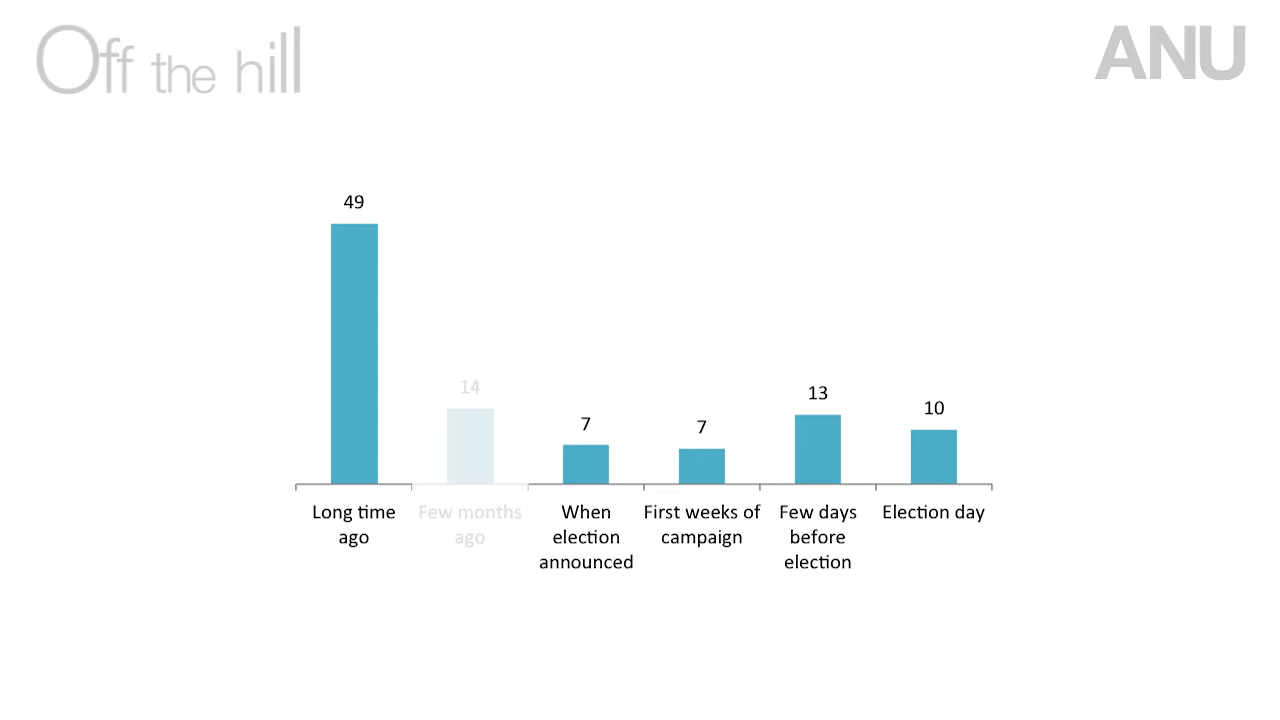 Off the hill
ANU
49
14
7
7
13
10
Long time
ago
Few months
ago
When
election
announced
First weeks of
campaign
Few days
before
election
Election day